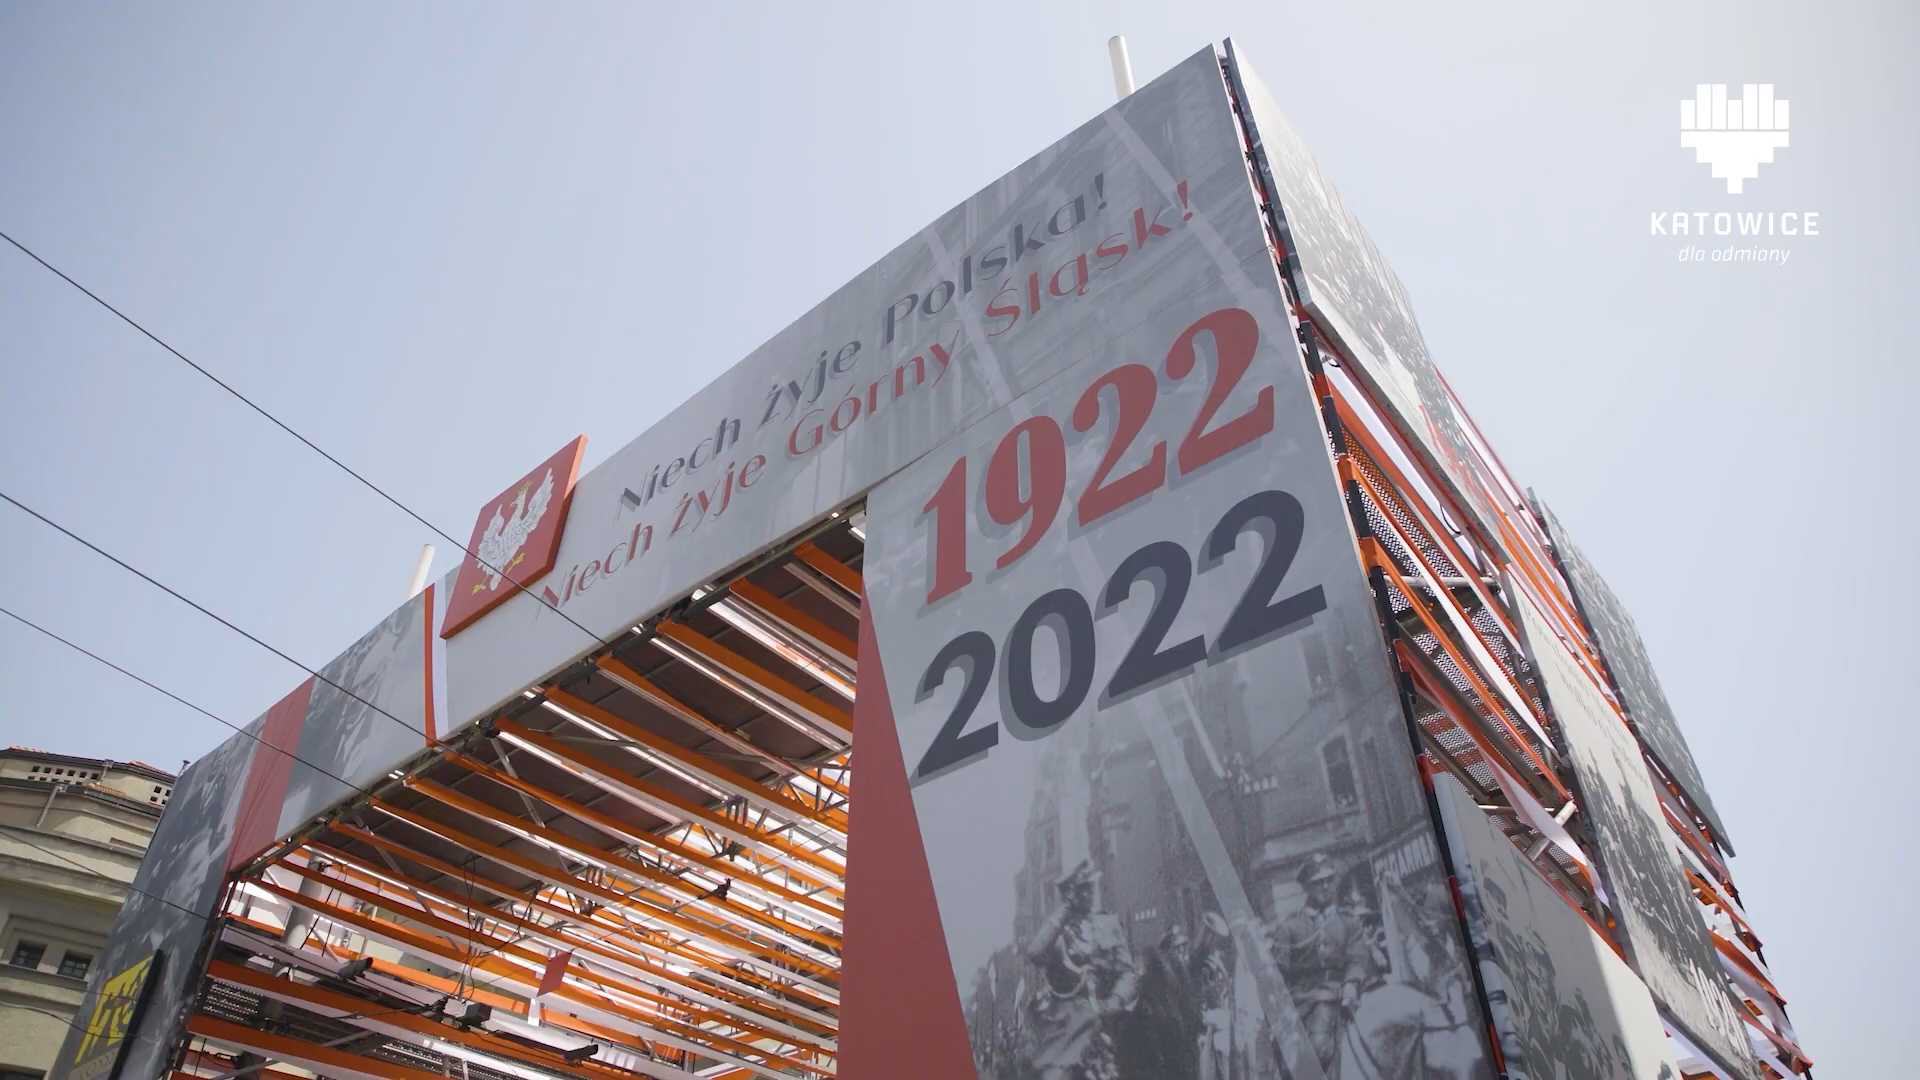 Niech żyje Polska!
Niech żyje Górny Śląsk!
1922
2022
KATOWICE
dla odmiany